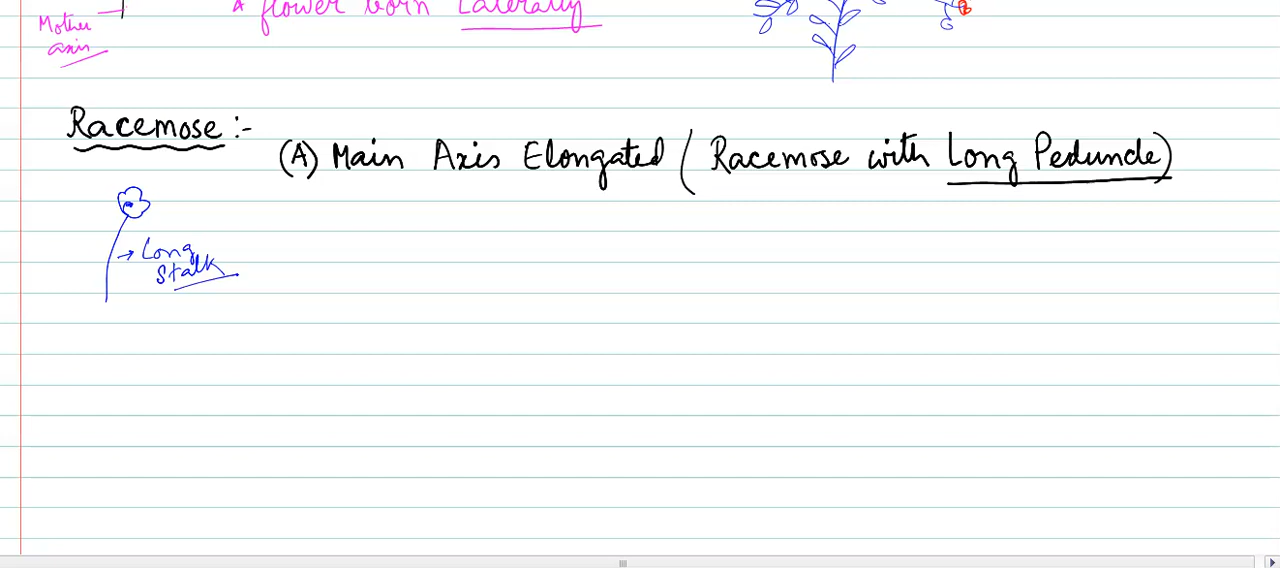 flower born Laterally
Mother
axis
Racemose :-
(A) Main Axis Elongated ( Racemose with Long Peduncle)
→ Long
Stalk